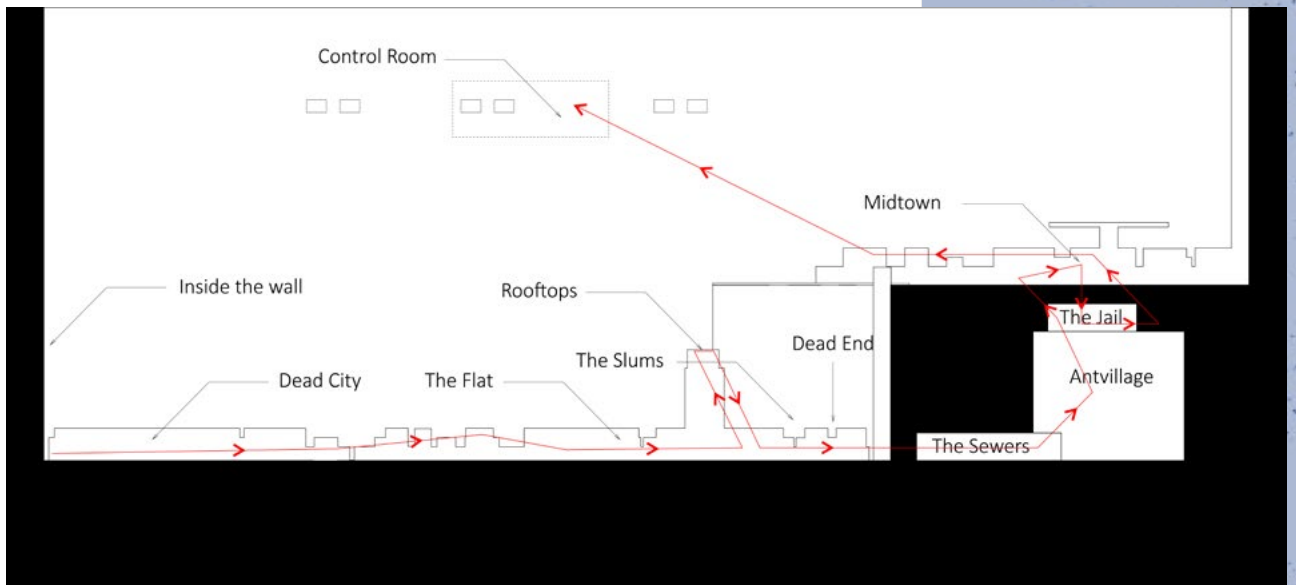 Control Room
Midtown
Inside the wall
Rooftops
The Jail
The Slums
Dead End
Dead City
The Flat
Antvillage
The Sewers